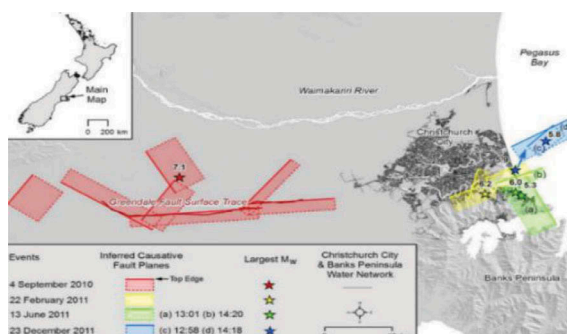 Pegasus
Bay
Main
Map
0 200
km
Waimakariri River
Christchurch
City
5.8
(d)
(c)
7.1
(b)
6.2
6.0
5.3
(a)
Greendale Fault Surface Trace
Banks Peninsula
Events
Inferred Causative
Fault Planes
Largest Mw
Christchurch City
& Banks Peninsula
Water Network
Top Edge
4 September 2010
22 February 2011
13 June 2011 (a) 13:01 (b) 14:20
23 December 2011 (c) 12:58 (d) 14:18